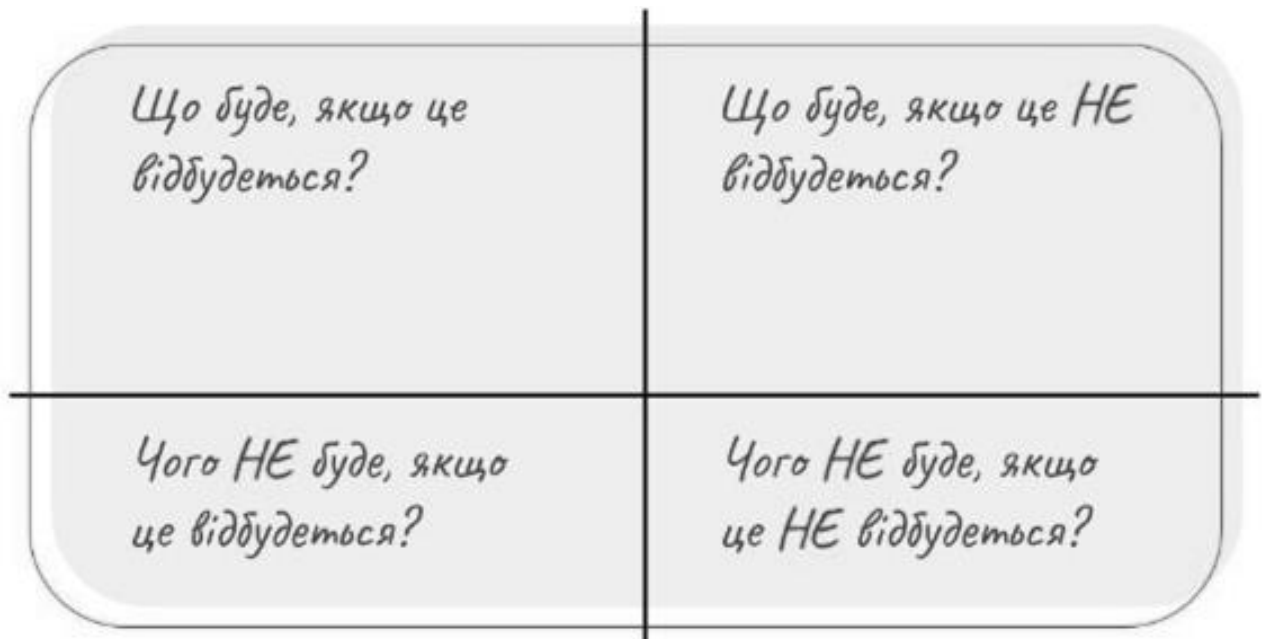 Що буде, якщо це
відбудеться?
Що буде, якщо це НЕ
відбудеться?
Чого НЕ буде, якщо
це відбудеться?
Чого НЕ буде, якщо
це НЕ відбудеться?